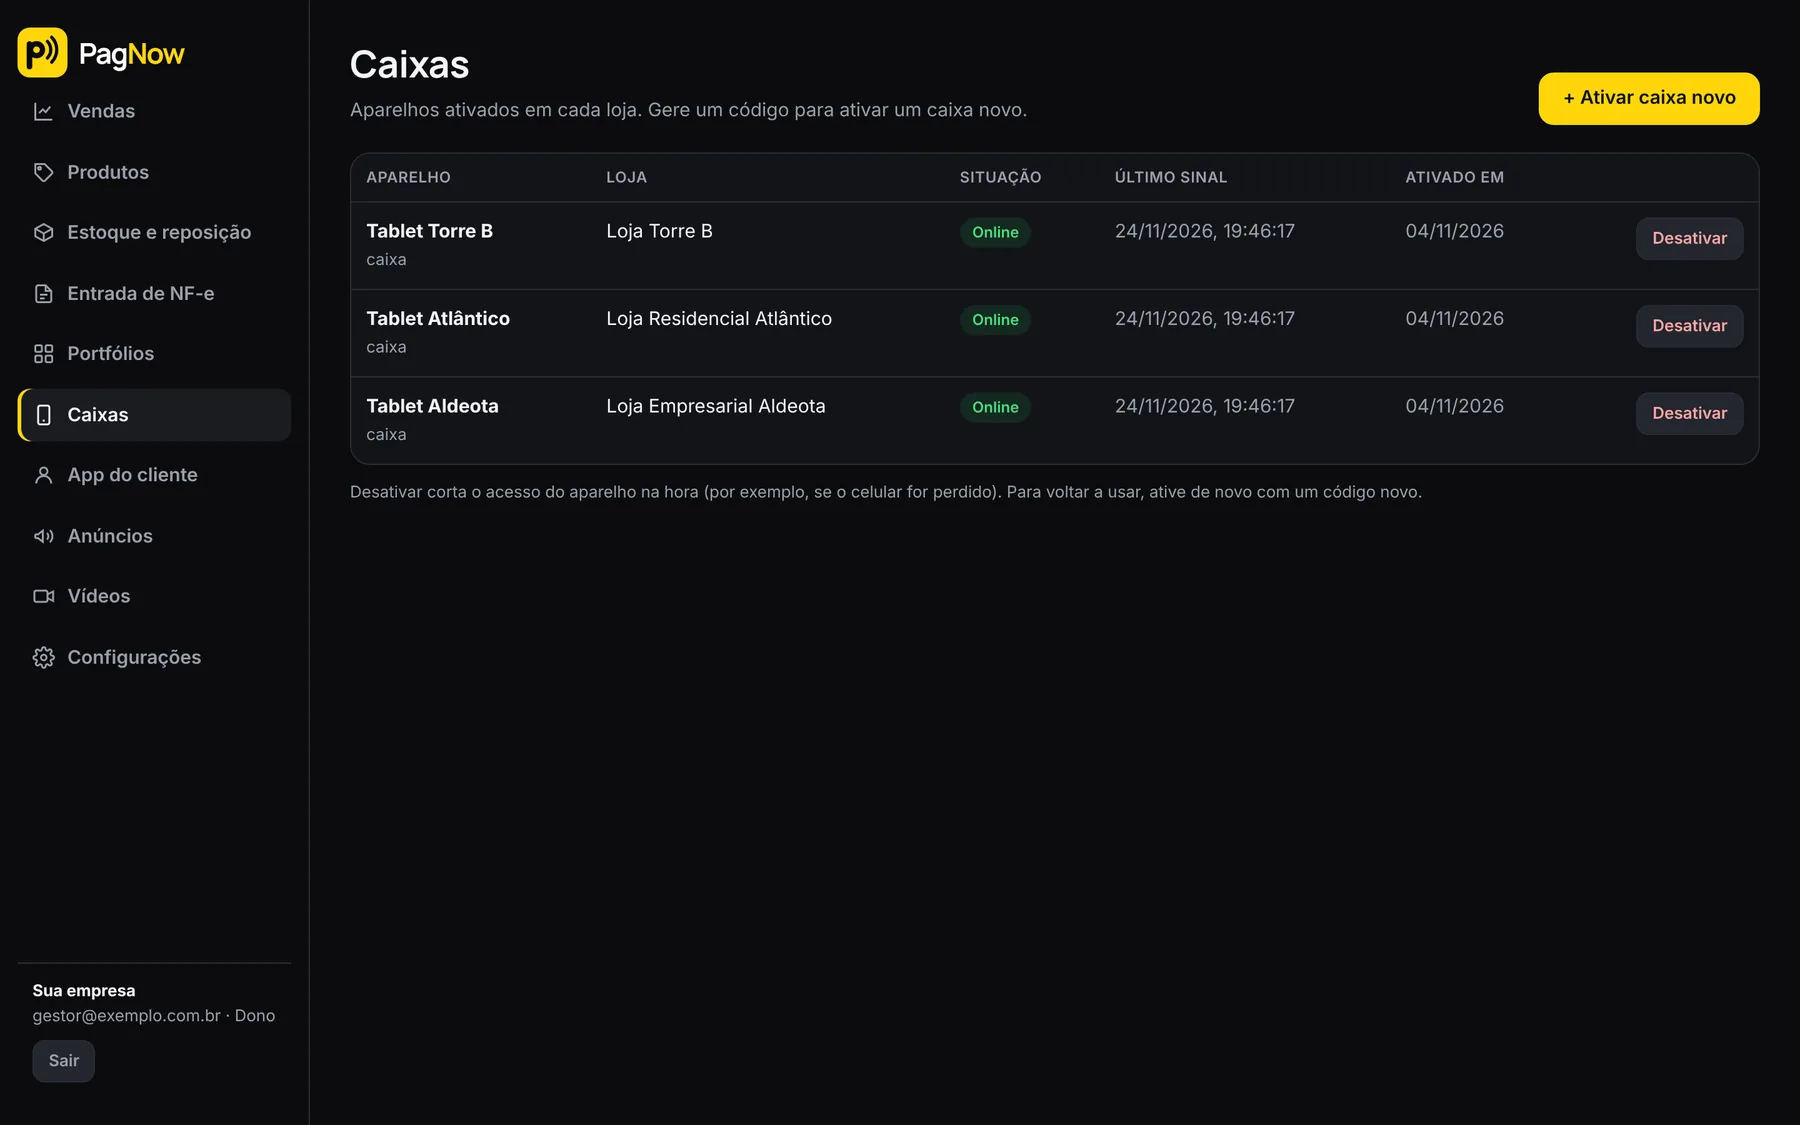 PagNow
Vendas
Produtos
Estoque e reposição
Entrada de NF-e
Portfólios
Caixas
App do cliente
Anúncios
Vídeos
Configurações
Sua empresa
gestor@exemplo.com.br · Dono
Sair
Caixas
Aparelhos ativados em cada loja. Gere um código para ativar um caixa novo.
+ Ativar caixa novo
APARELHO LOJA SITUAÇÃO ÚLTIMO SINAL ATIVADO EM
Tablet Torre B Loja Torre B Online 24/11/2026, 19:46:17 04/11/2026 Desativar
caixa
Tablet Atlântico Loja Residencial Atlântico Online 24/11/2026, 19:46:17 04/11/2026 Desativar
caixa
Tablet Aldeota Loja Empresarial Aldeota Online 24/11/2026, 19:46:17 04/11/2026 Desativar
caixa
Desativar corta o acesso do aparelho na hora (por exemplo, se o celular for perdido). Para voltar a usar, ative de novo com um código novo.